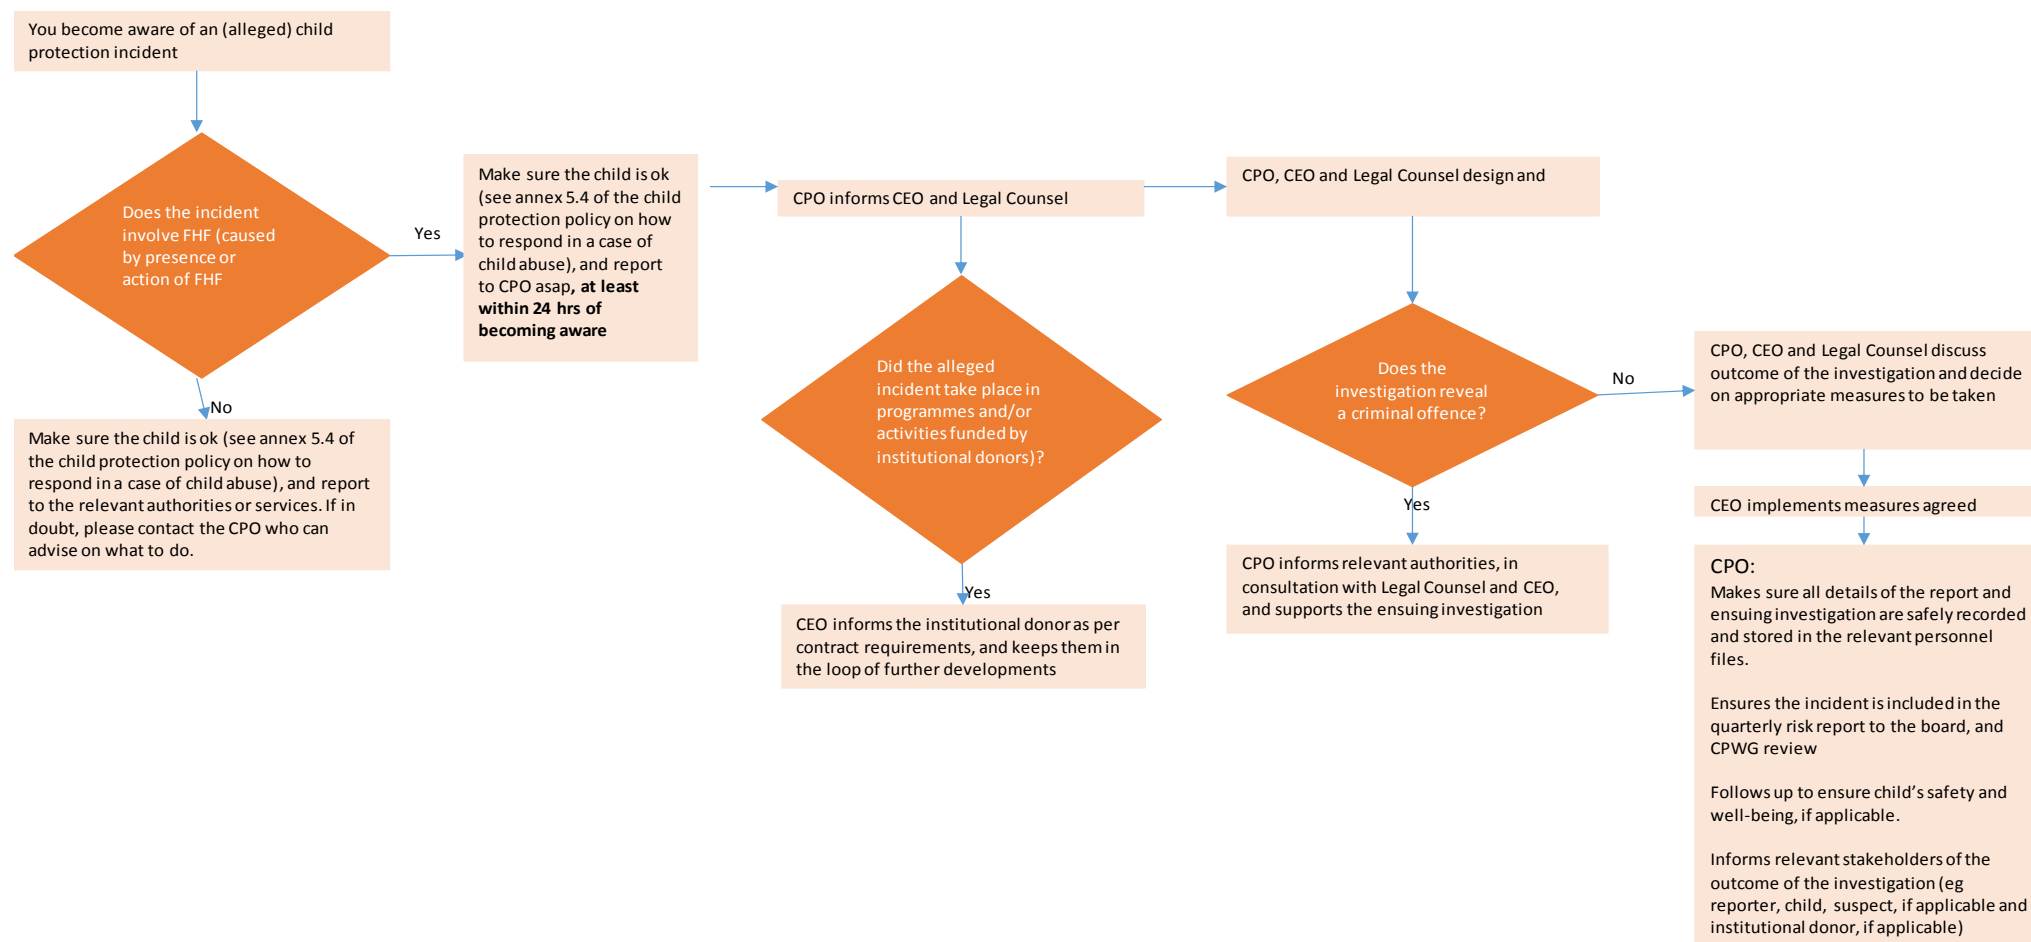 You become aware of an (alleged) child
protection incident
Does the incident
involve FHF (caused
by presence or
action of FHF
Yes
No
Make sure the child is ok (see annex 5.4 of
the child protection policy on how to
respond in a case of child abuse), and report
to the relevant authorities or services. If in
doubt, please contact the CPO who can
advise on what to do.
Make sure the child is ok
(see annex 5.4 of the child
protection policy on how
to respond in a case of
child abuse), and report
to CPO asap, at least
within 24 hrs of
becoming aware
CPO informs CEO and Legal Counsel
Did the alleged
incident take place in
programmes and/or
activities funded by
institutional donors)?
Yes
CEO informs the institutional donor as per
contract requirements, and keeps them in
the loop of further developments
CPO, CEO and Legal Counsel design and
Does the
investigation reveal
a criminal offence?
No
Yes
CPO informs relevant authorities, in
consultation with Legal Counsel and CEO,
and supports the ensuing investigation
CPO, CEO and Legal Counsel discuss
outcome of the investigation and decide
on appropriate measures to be taken
CEO implements measures agreed
CPO:
Makes sure all details of the report and
ensuing investigation are safely recorded
and stored in the relevant personnel
files.
Ensures the incident is included in the
quarterly risk report to the board, and
CPWG review
Follows up to ensure child’s safety and
well-being, if applicable.
Informs relevant stakeholders of the
outcome of the investigation (eg
reporter, child, suspect, if applicable and
institutional donor, if applicable)